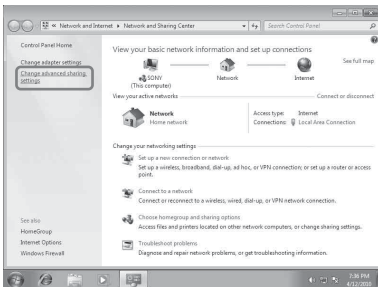 « Network and Internet ▸ Network and Sharing Center
Search Control Panel
Control Panel Home
Change adapter settings
Change advanced sharing
settings
View your basic network information and set up connections
See full map
SONY
(This computer)
Network
Internet
View your active networks
Connect or disconnect
Network
Home network
Access type: Internet
Connections: Local Area Connection
Change your networking settings
Set up a new connection or network
Set up a wireless, broadband, dial-up, ad hoc, or VPN connection; or set up a router or access
point.
Connect to a network
Connect or reconnect to a wireless, wired, dial-up, or VPN network connection.
Choose homegroup and sharing options
Access files and printers located on other network computers, or change sharing settings.
Troubleshoot problems
Diagnose and repair network problems, or get troubleshooting information.
See also
HomeGroup
Internet Options
Windows Firewall
7:36 PM
4/12/2010